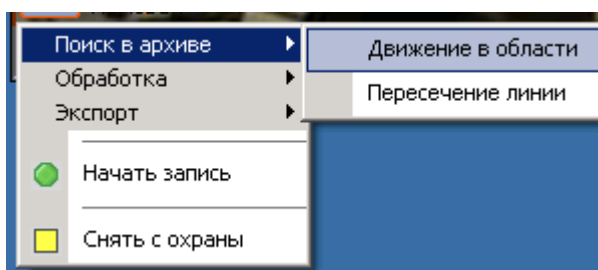 Поиск в архиве
Обработка
Экспорт
Начать запись
Снять с охраны
Движение в области
Пересечение линии